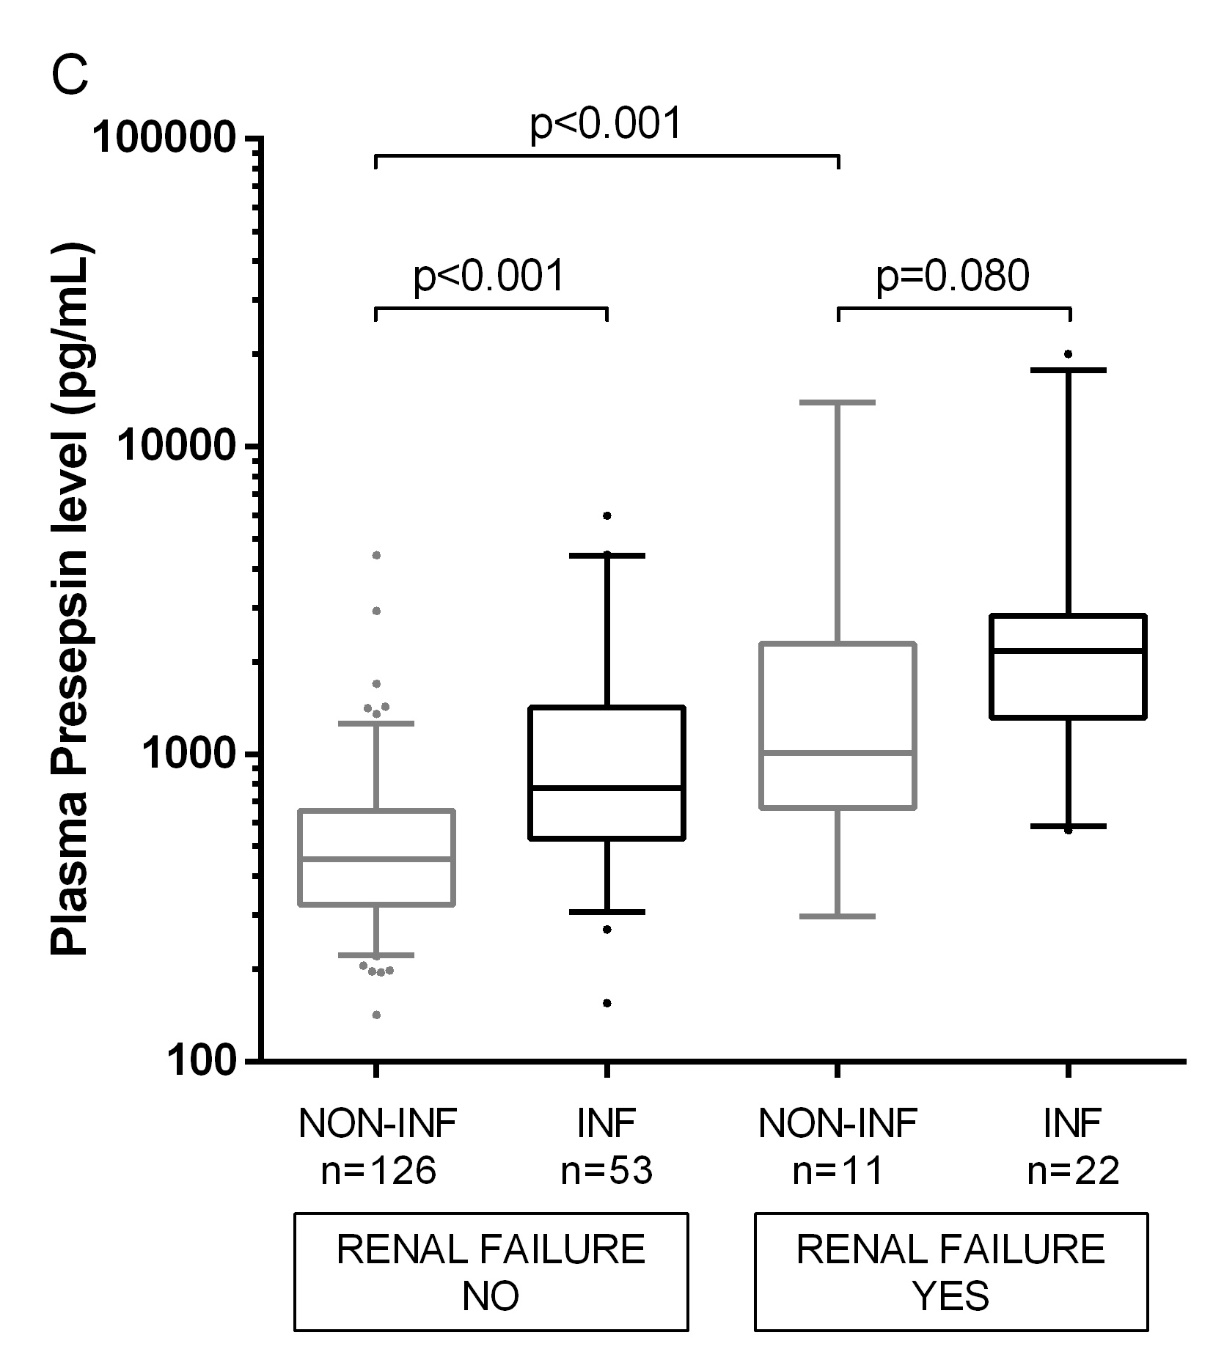 C
100000
p<0.001
p<0.001
p=0.080
10000
1000
100
Plasma Presepsin level (pg/mL)
NON-INF INF NON-INF INF
n=126 n=53 n=11 n=22
RENAL FAILURE RENAL FAILURE
NO YES